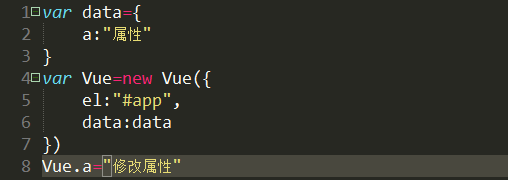 1 var data={
2 a:"属性"
3 }
4 var Vue=new Vue({
5 el:"#app",
6 data:data
7 })
8 Vue.a="修改属性"